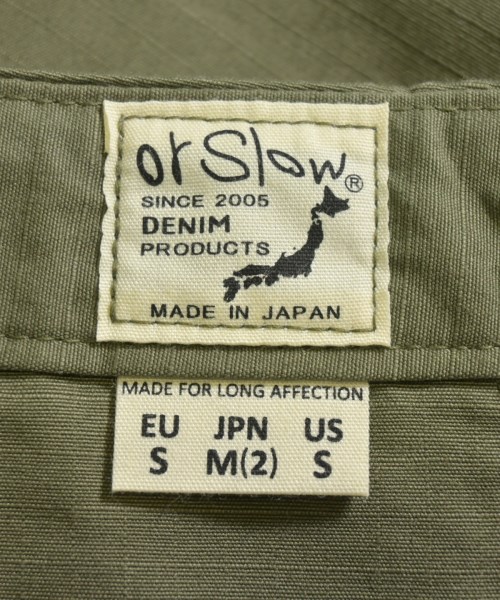 orSlow®
SINCE 2005
DENIM
PRODUCTS
MADE IN JAPAN
MADE FOR LONG AFFECTION
EU JPN US
S M(2) S